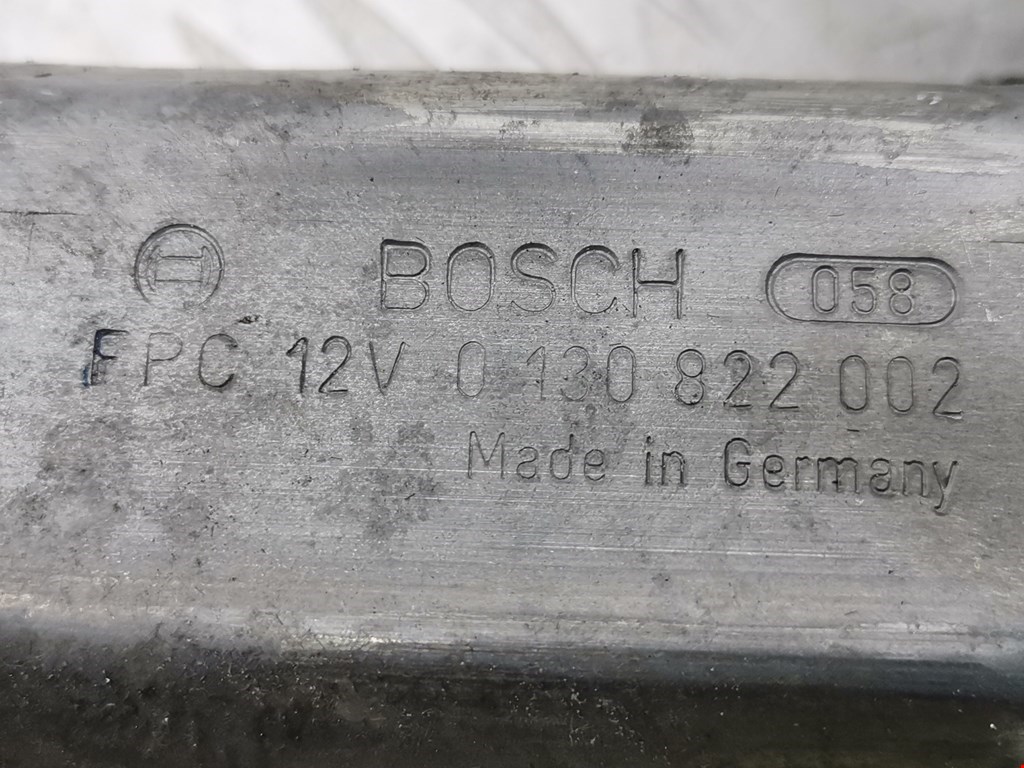 BOSCH 058
FPC 12V 0 130 822 002
Made in Germany